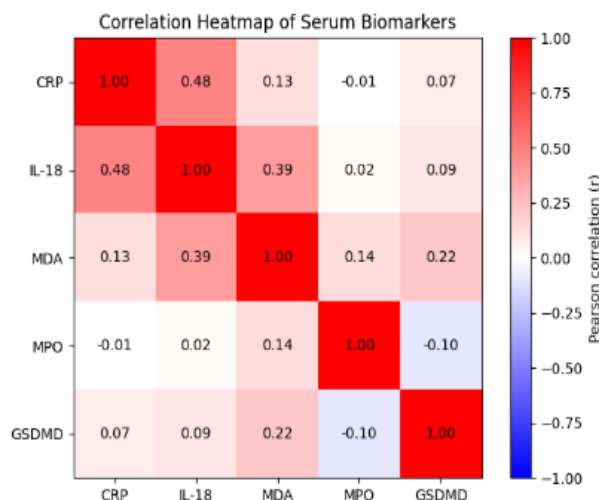 Correlation Heatmap of Serum Biomarkers
CRP 1.00 0.48 0.13 -0.01 0.07
IL-18 0.48 1.00 0.39 0.02 0.09
MDA 0.13 0.39 1.00 0.14 0.22
MPO -0.01 0.02 0.14 1.00 -0.10
GSDMD 0.07 0.09 0.22 -0.10 1.00
CRP IL-18 MDA MPO GSDMD
1.00
0.75
0.50
0.25
0.00
−0.25
−0.50
−0.75
−1.00
Pearson correlation (r)